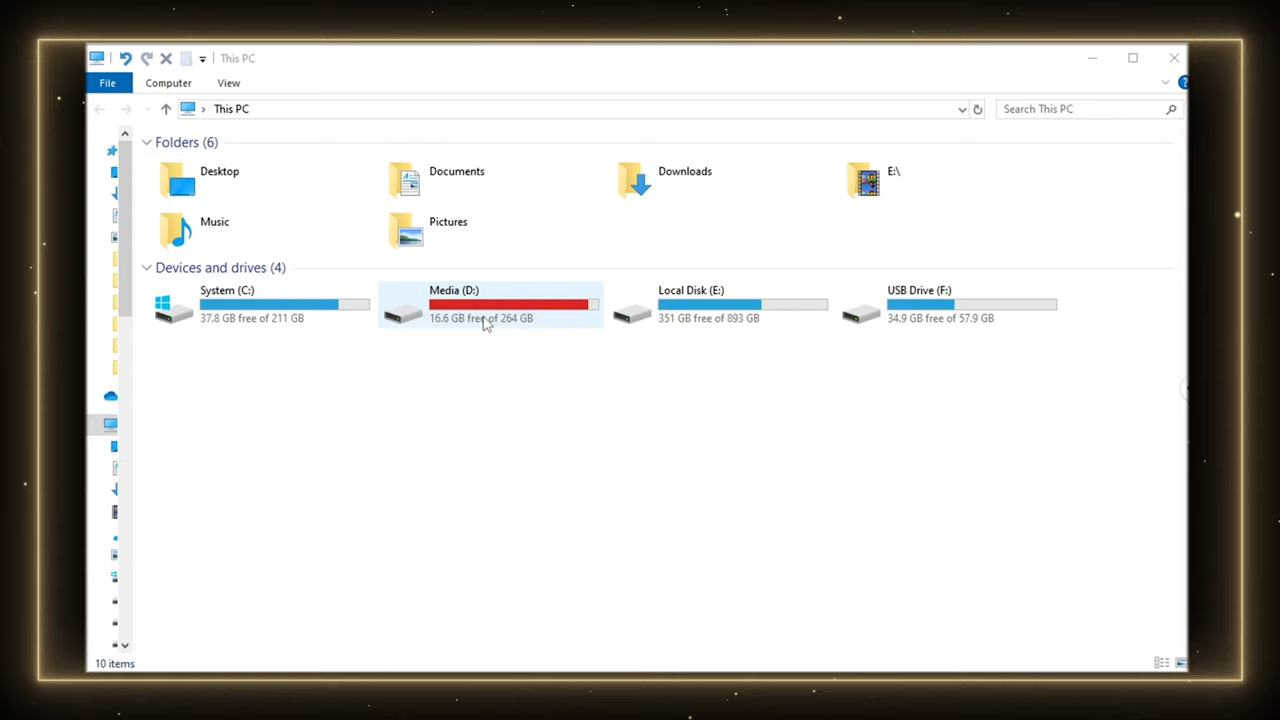 This PC
File Computer View
This PC Search This PC
Folders (6)
Desktop Documents Downloads E:\
Music Pictures
Devices and drives (4)
System (C:) Media (D:) Local Disk (E:) USB Drive (F:)
37.8 GB free of 211 GB 16.6 GB free of 264 GB 351 GB free of 893 GB 34.9 GB free of 57.9 GB
10 items